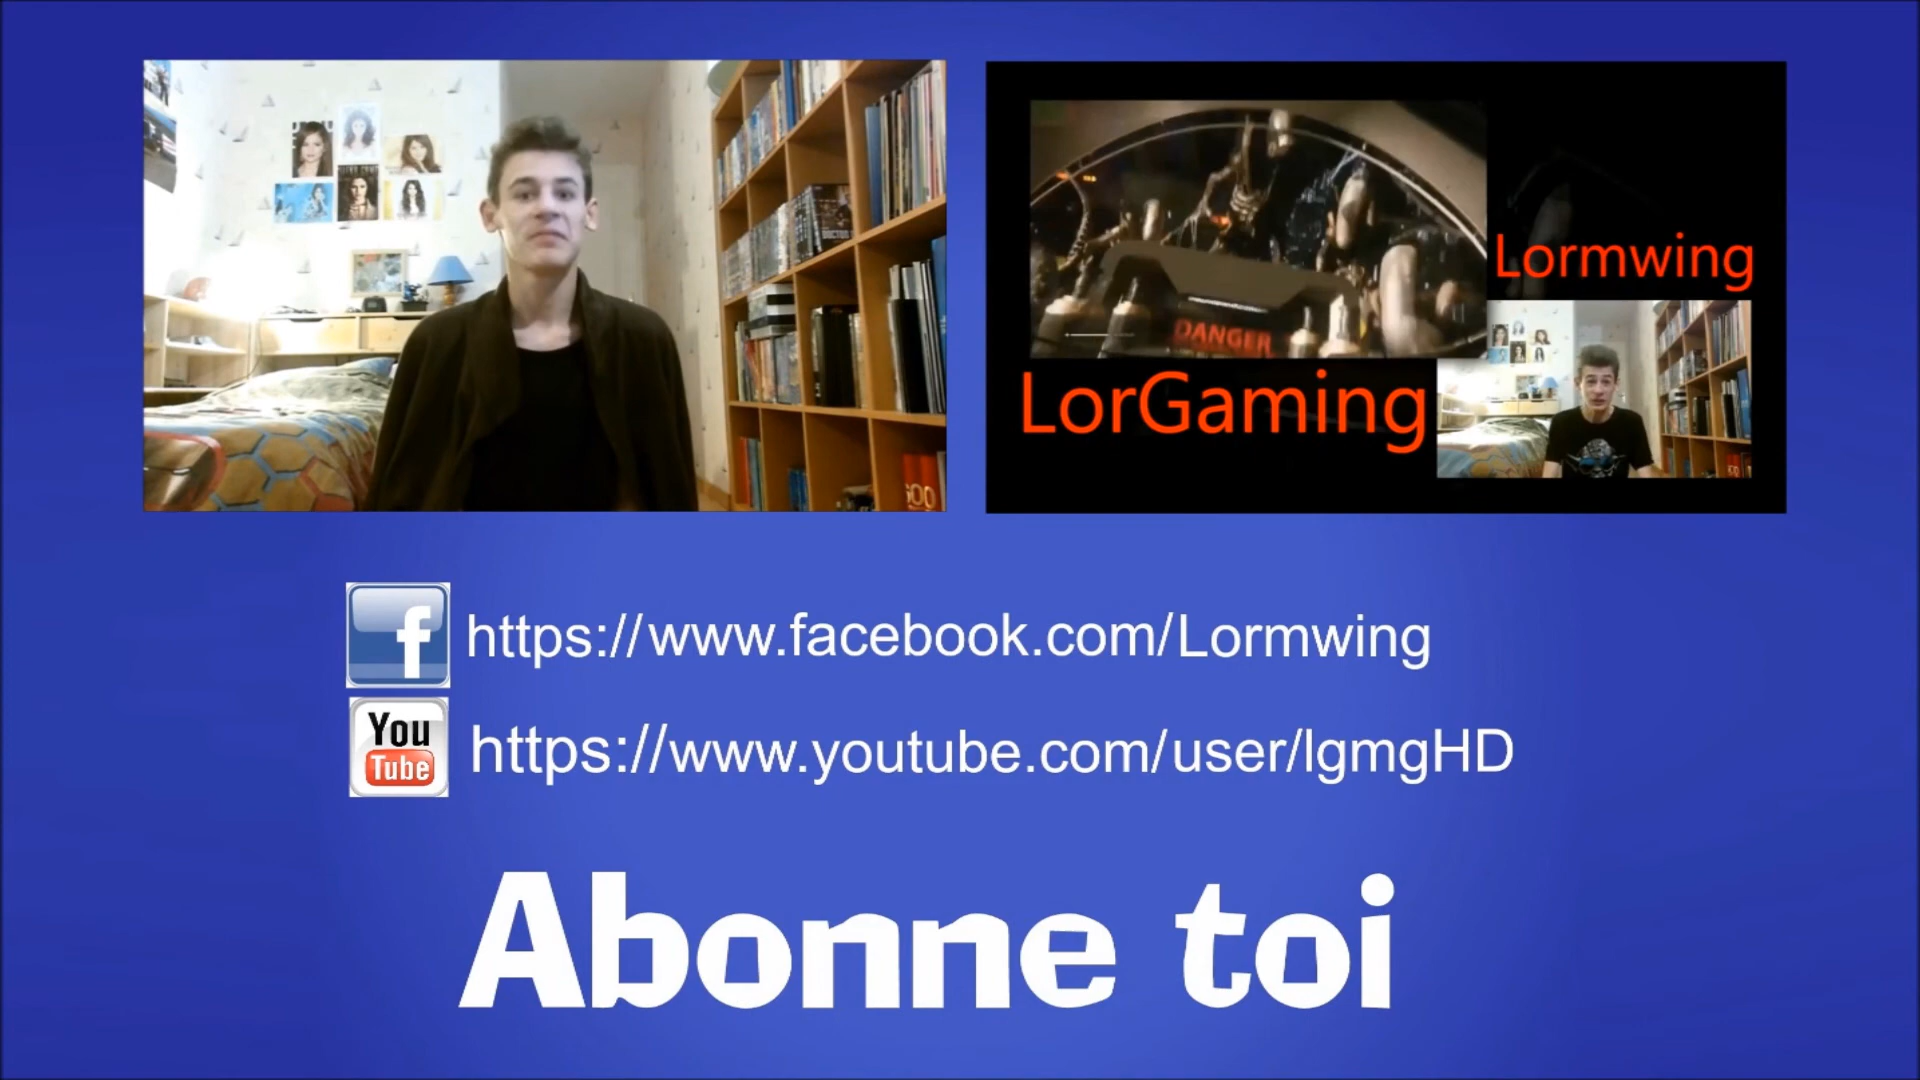 Lormwing
DANGER
LorGaming
f https://www.facebook.com/Lormwing
You
Tube
https://www.youtube.com/user/lgmgHD
Abonne toi